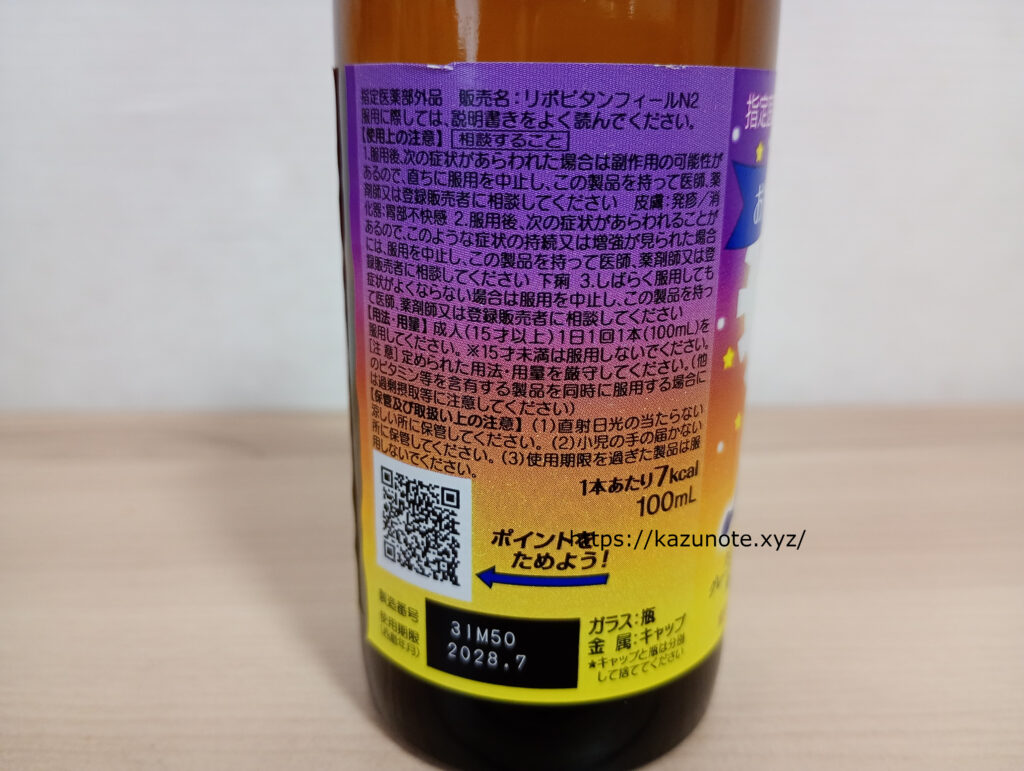 指定医薬部外品 販売名：リポビタンフィールN2
服用に際しては、説明書きをよく読んでください。
【使用上の注意】 相談すること
1.服用後、次の症状があらわれた場合は副作用の可能性が
あるので、直ちに服用を中止し、この製品を持って医師、薬
剤師又は登録販売者に相談してください 皮膚:発疹／消
化器:胃部不快感 2.服用後、次の症状があらわれることが
あるので、このような症状の持続又は増強が見られた場合
には、服用を中止し、この製品を持って医師、薬剤師又は登
録販売者に相談してください 下痢 3.しばらく服用しても
症状がよくならない場合は服用を中止し、この製品を持っ
て医師、薬剤師又は登録販売者に相談してください
【用法・用量】成人(15才以上)1日1回1本(100mL)を
服用してください。※15才未満は服用しないでください。
[注意]定められた用法・用量を厳守してください。(他
のビタミン等を含有する製品を同時に服用する場合に
は過剰摂取等に注意してください)
【保管及び取扱い上の注意】(1)直射日光の当たらない
涼しい所に保管してください。(2)小児の手の届かない
所に保管してください。(3)使用期限を過ぎた製品は服
用しないでください。
1本あたり7kcal
100mL
ポイントを
ためよう!
https://kazunote.xyz/
製造番号
使用期限
(西暦年月)
31M50
2028.7
ガラス:瓶
金属:キャップ
★キャップと瓶は分別
して捨ててください。
指定
お